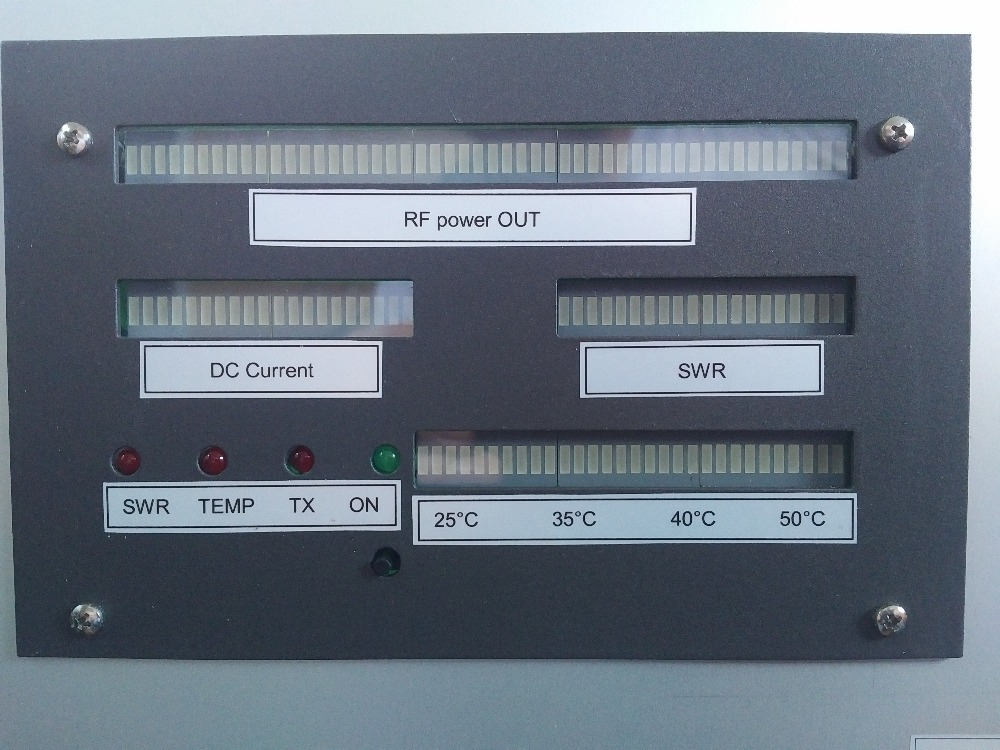 RF power OUT
DC Current
SWR
SWR TEMP TX ON
25°C 35°C 40°C 50°C